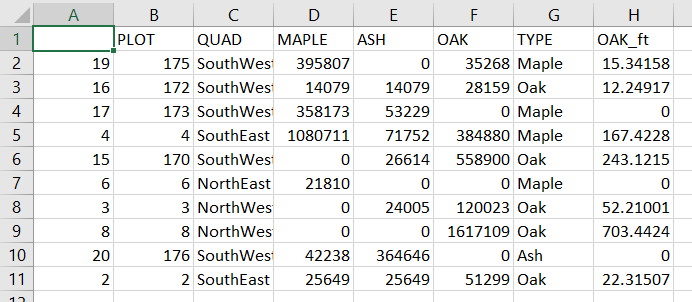 A B C D E F G H
1 PLOT QUAD MAPLE ASH OAK TYPE OAK_ft
2 19 175 SouthWest 395807 0 35268 Maple 15.34158
3 16 172 SouthWest 14079 14079 28159 Oak 12.24917
4 17 173 SouthWest 358173 53229 0 Maple 0
5 4 4 SouthEast 1080711 71752 384880 Maple 167.4228
6 15 170 SouthWest 0 26614 558900 Oak 243.1215
7 6 6 NorthEast 21810 0 0 Maple 0
8 3 3 NorthWes 0 24005 120023 Oak 52.21001
9 8 8 NorthWes 0 0 1617109 Oak 703.4424
10 20 176 SouthWest 42238 364646 0 Ash 0
11 2 2 SouthEast 25649 25649 51299 Oak 22.31507